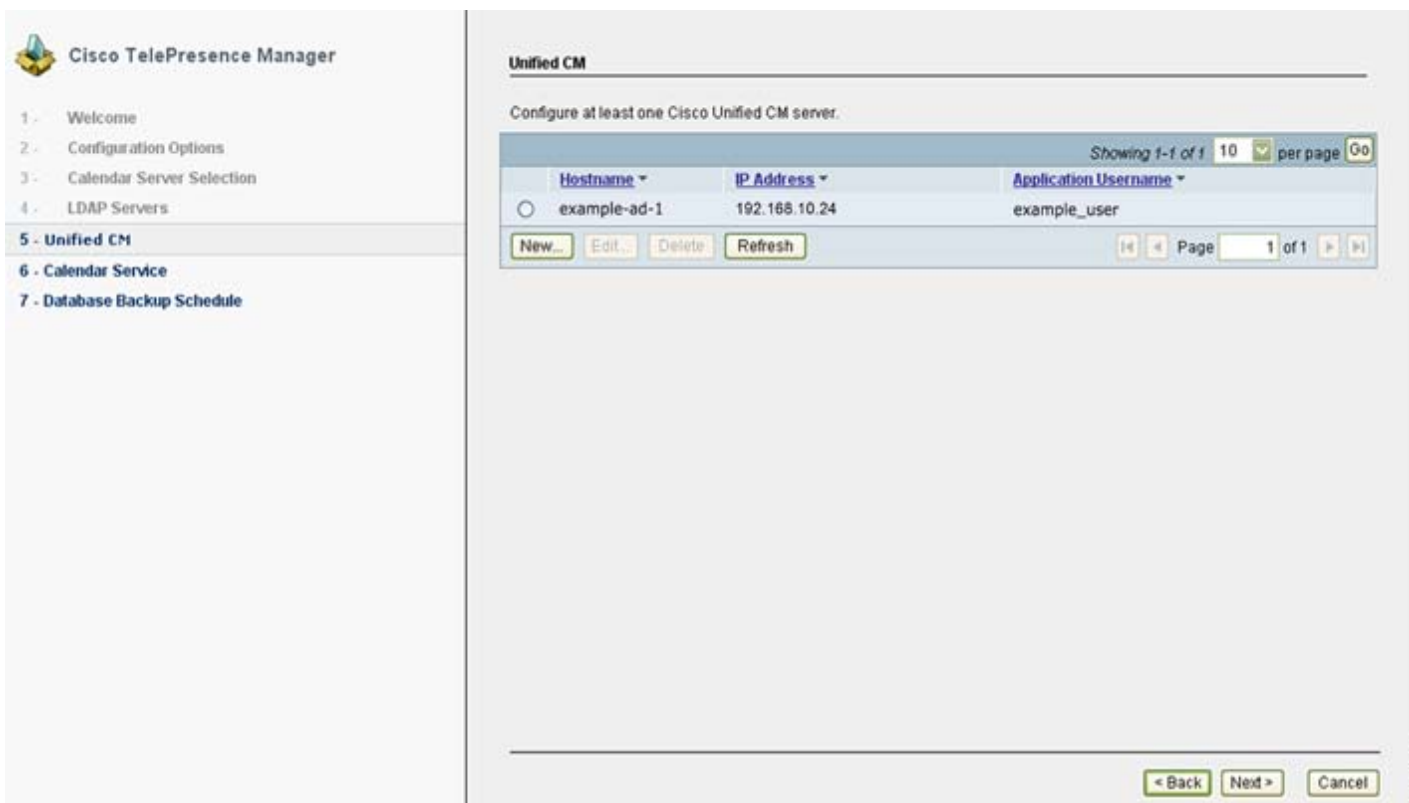 Cisco TelePresence Manager
1 - Welcome
2 - Configuration Options
3 - Calendar Server Selection
4 - LDAP Servers
5 - Unified CM
6 - Calendar Service
7 - Database Backup Schedule
Unified CM
Configure at least one Cisco Unified CM server.
Showing 1-1 of 1 10 per page Go
Hostname IP Address Application Username
example-ad-1 192.168.10.24 example_user
New... Edit... Delete Refresh Page 1 of 1
< Back Next > Cancel